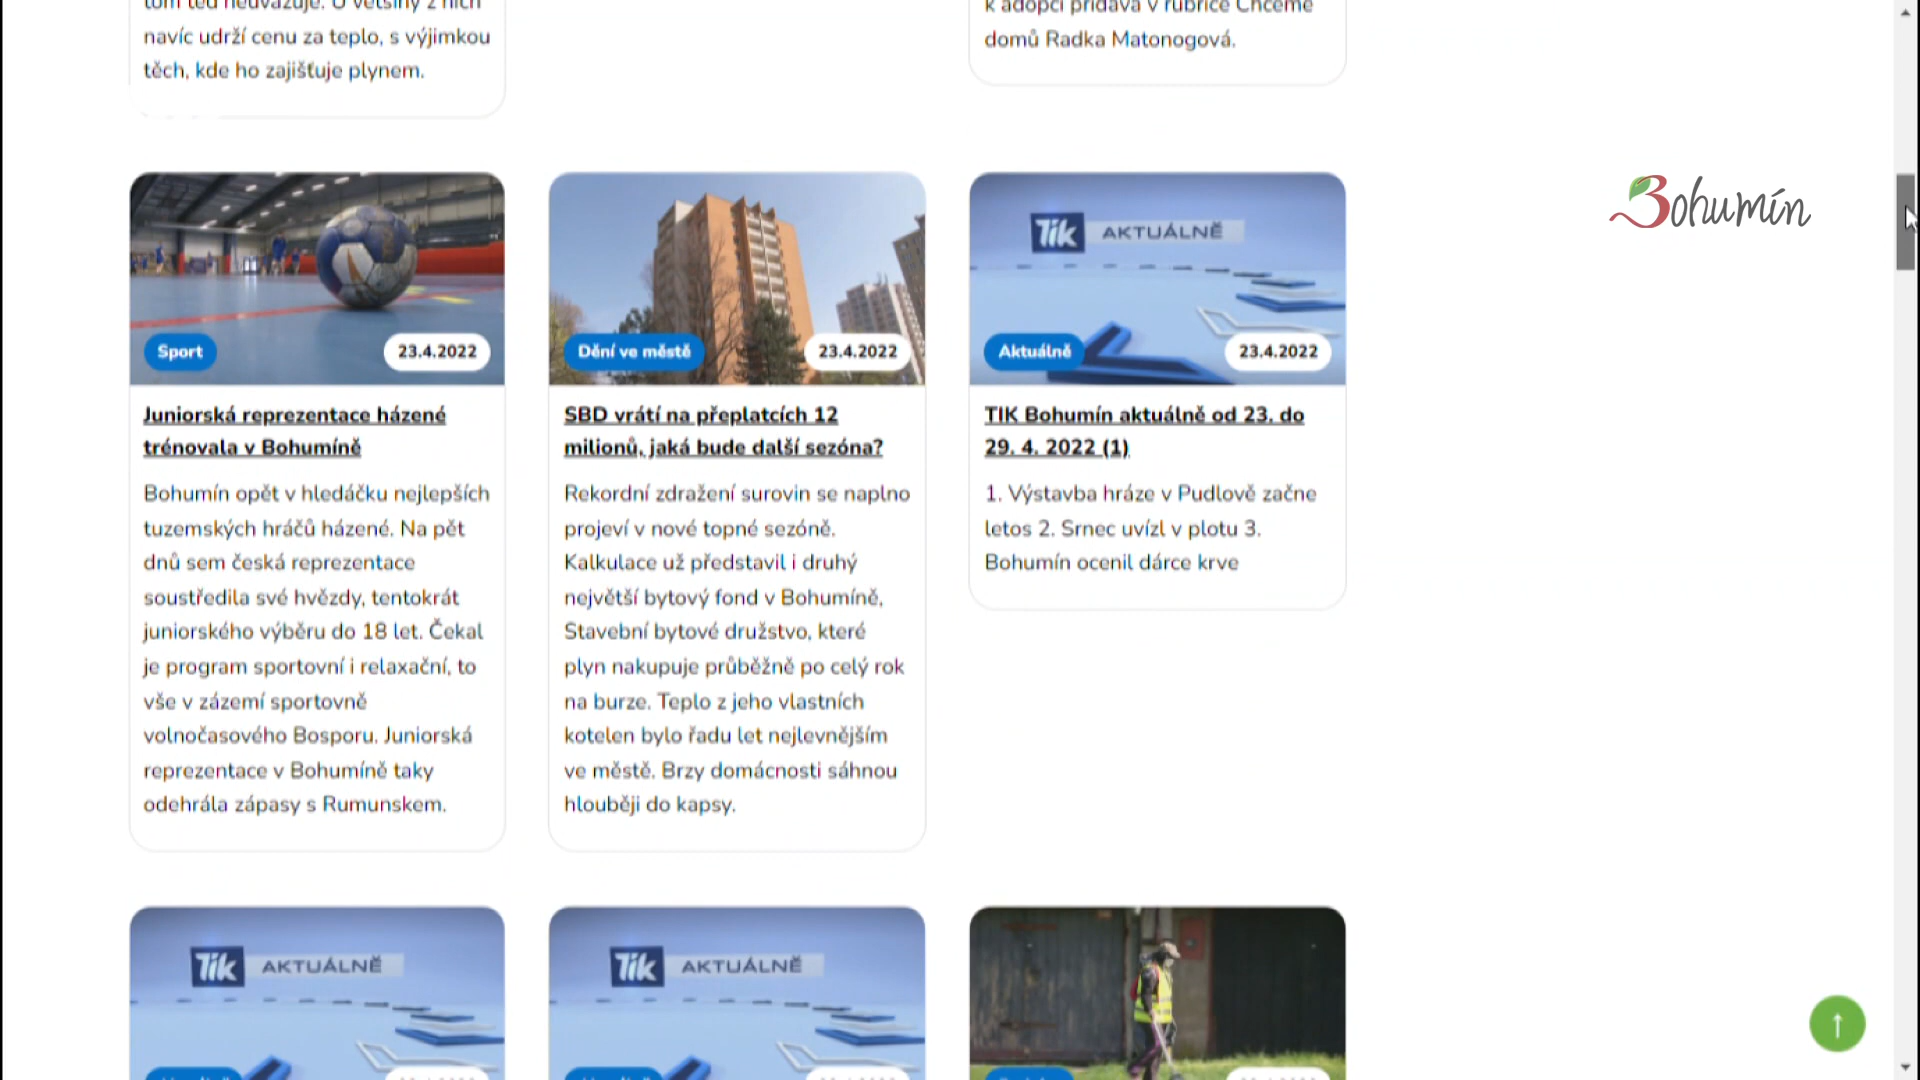 navíc udrží cenu za teplo, s výjimkou
těch, kde ho zajišťuje plynem.
k adopci přidává v rubrice Chceme
domů Radka Matonogová.
Bohumín
Tik AKTUÁLNĚ
Sport
23.4.2022
Dění ve městě
23.4.2022
Aktuálně
23.4.2022
Juniorská reprezentace házené
trénovala v Bohumíně
Bohumín opět v hledáčku nejlepších
tuzemských hráčů házené. Na pět
dnů sem česká reprezentace
soustředila své hvězdy, tentokrát
juniorského výběru do 18 let. Čekal
je program sportovní i relaxační, to
vše v zázemí sportovně
volnočasového Bosporu. Juniorská
reprezentace v Bohumíně taky
odehrála zápasy s Rumunskem.
SBD vrátí na přeplatcích 12
milionů, jaká bude další sezóna?
Rekordní zdražení surovin se naplno
projeví v nové topné sezóně.
Kalkulace už představil i druhý
největší bytový fond v Bohumíně,
Stavební bytové družstvo, které
plyn nakupuje průběžně po celý rok
na burze. Teplo z jeho vlastních
kotelen bylo řadu let nejlevnějším
ve městě. Brzy domácnosti sáhnou
hlouběji do kapsy.
TIK Bohumín aktuálně od 23. do
29. 4. 2022 (1)
1. Výstavba hráze v Pudlově začne
letos 2. Srnec uvízl v plotu 3.
Bohumín ocenil dárce krve
Tik AKTUÁLNĚ
Tik AKTUÁLNĚ